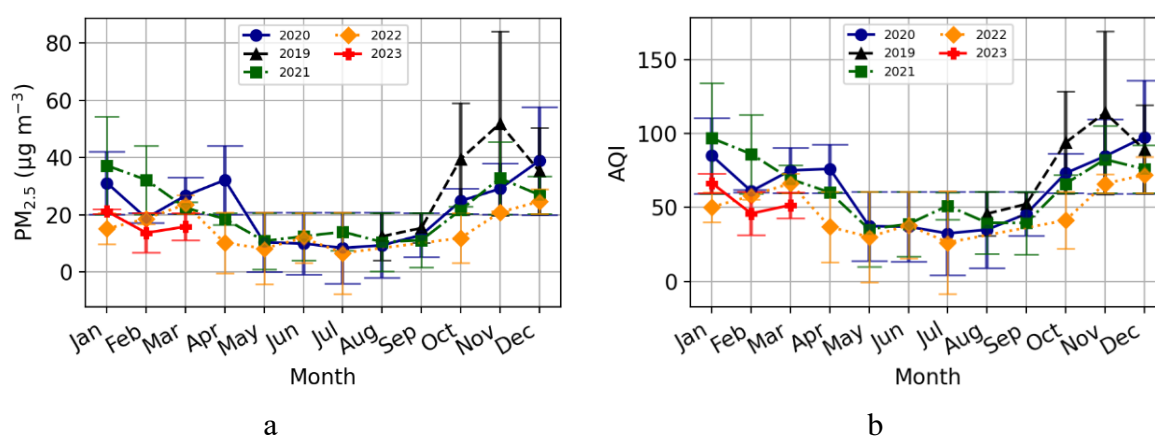 80
60
40
20
0
PM2.5 (µg m⁻³)
2020
2019
2021
2022
2023
Jan
Feb
Mar
Apr
May
Jun
Jul
Aug
Sep
Oct
Nov
Dec
Month
a
150
100
50
0
AQI
2020
2019
2021
2022
2023
Jan
Feb
Mar
Apr
May
Jun
Jul
Aug
Sep
Oct
Nov
Dec
Month
b